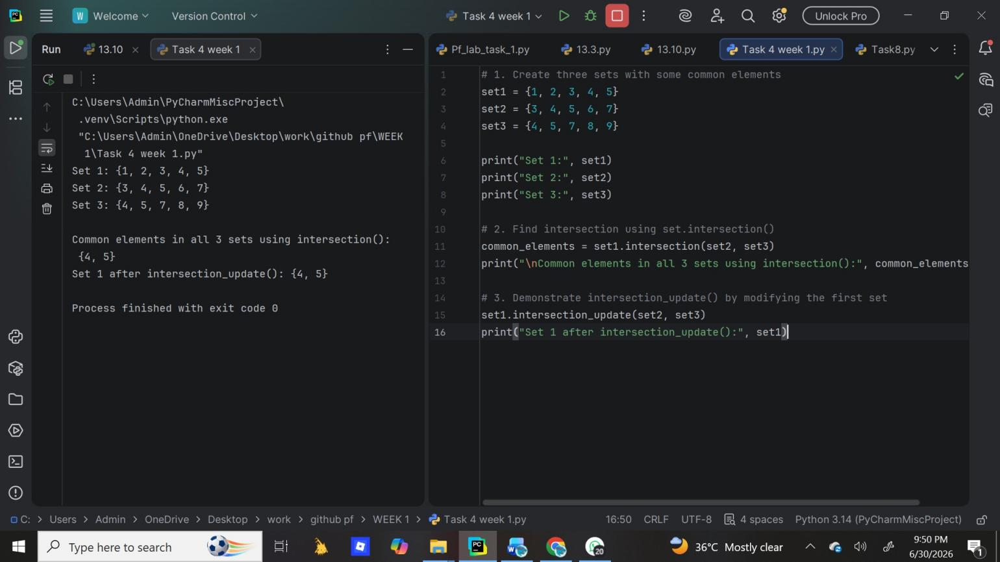 PC
W Welcome
Version Control
Task 4 week 1
Unlock Pro
Run
13.10
Task 4 week 1
Pf_lab_task_1.py
13.3.py
13.10.py
Task 4 week 1.py
Task8.py
C:\Users\Admin\PyCharmMiscProject\
.venv\Scripts\python.exe
"C:\Users\Admin\OneDrive\Desktop\work\github pf\WEEK
1\Task 4 week 1.py"
Set 1: {1, 2, 3, 4, 5}
Set 2: {3, 4, 5, 6, 7}
Set 3: {4, 5, 7, 8, 9}
Common elements in all 3 sets using intersection():
{4, 5}
Set 1 after intersection_update(): {4, 5}
Process finished with exit code 0
1 # 1. Create three sets with some common elements
2 set1 = {1, 2, 3, 4, 5}
3 set2 = {3, 4, 5, 6, 7}
4 set3 = {4, 5, 7, 8, 9}
5
6 print("Set 1:", set1)
7 print("Set 2:", set2)
8 print("Set 3:", set3)
9
10 # 2. Find intersection using set.intersection()
11 common_elements = set1.intersection(set2, set3)
12 print("\nCommon elements in all 3 sets using intersection():", common_elements
13
14 # 3. Demonstrate intersection_update() by modifying the first set
15 set1.intersection_update(set2, set3)
16 print("Set 1 after intersection_update():", set1)
C: > Users > Admin > OneDrive > Desktop > work > github pf > WEEK 1 > Task 4 week 1.py
16:50 CRLF UTF-8 4 spaces Python 3.14 (PyCharmMiscProject)
Type here to search
PC
20
36°C Mostly clear
9:50 PM
6/30/2026
1